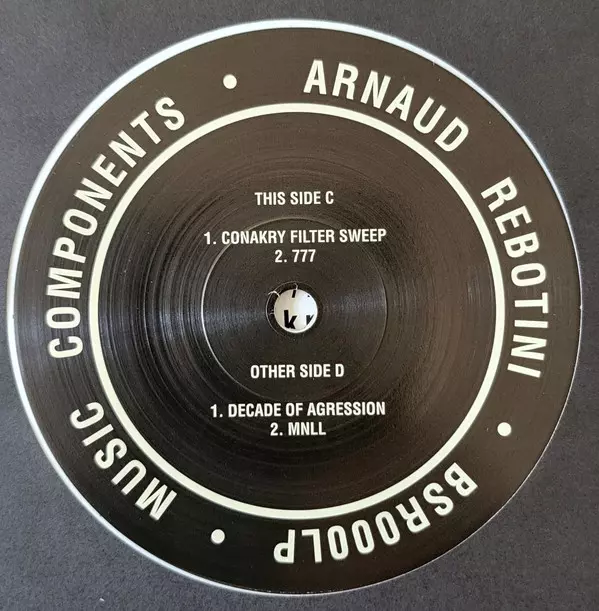 ARNAUD REBOTINI • BSR000LP • MUSIC COMPONENTS •
THIS SIDE C
1. CONAKRY FILTER SWEEP
2. 777
OTHER SIDE D
1. DECADE OF AGRESSION
2. MNLL